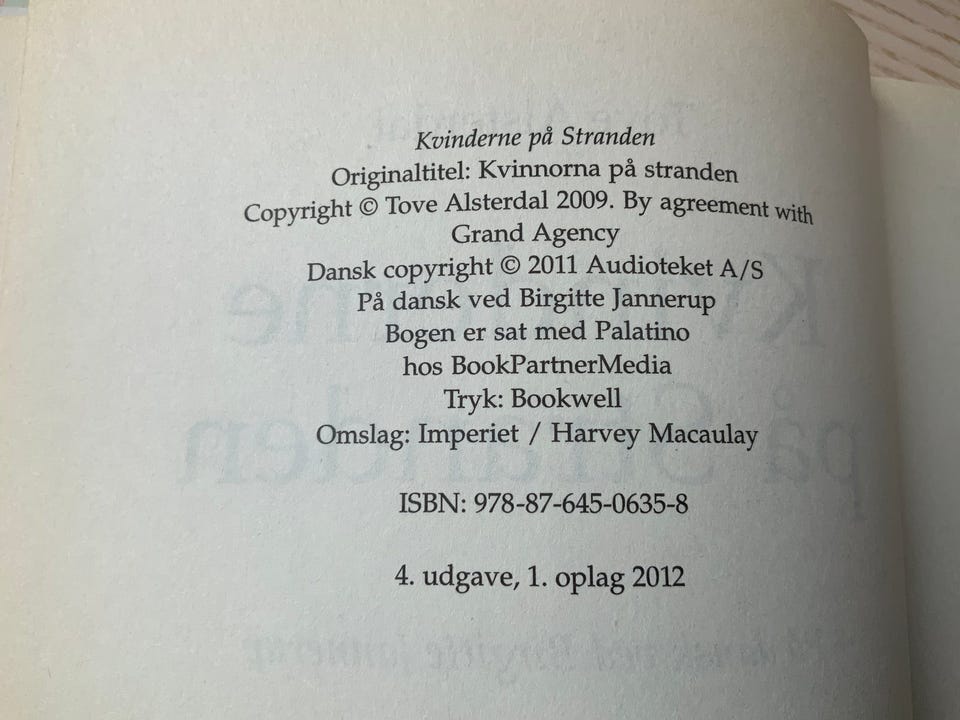 Kvinderne på Stranden
Originaltitel: Kvinnorna på stranden
Copyright © Tove Alsterdal 2009. By agreement with
Grand Agency
Dansk copyright © 2011 Audioteket A/S
På dansk ved Birgitte Jannerup
Bogen er sat med Palatino
hos BookPartnerMedia
Tryk: Bookwell
Omslag: Imperiet / Harvey Macaulay
ISBN: 978-87-645-0635-8
4. udgave, 1. oplag 2012